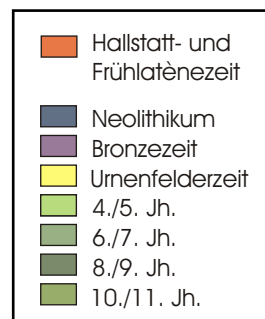 Hallstatt- und
Frühlatènezeit
Neolithikum
Bronzezeit
Urnenfelderzeit
4./5. Jh.
6./7. Jh.
8./9. Jh.
10./11. Jh.